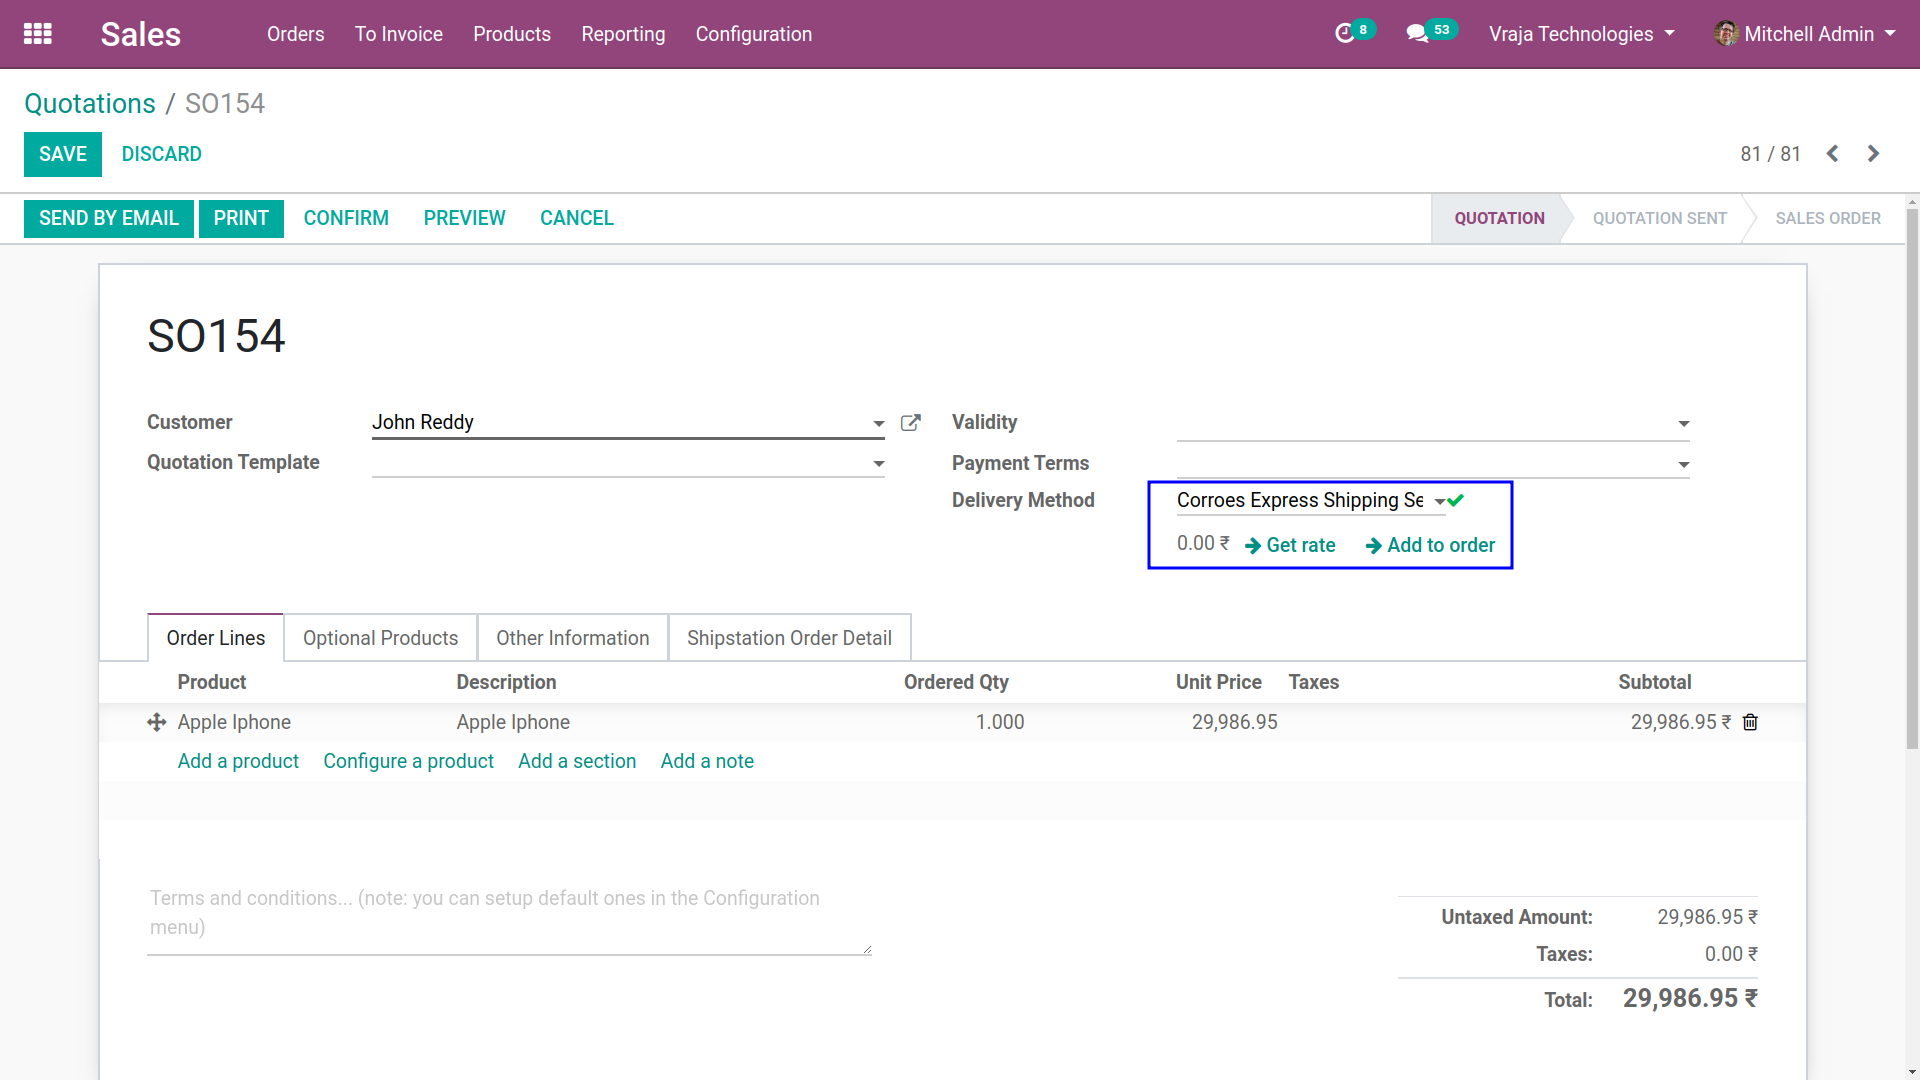 Sales Orders To Invoice Products Reporting Configuration 8 53 Vraja Technologies Mitchell Admin
Quotations / SO154
SAVE DISCARD 81 / 81
SEND BY EMAIL PRINT CONFIRM PREVIEW CANCEL QUOTATION QUOTATION SENT SALES ORDER
SO154
Customer John Reddy Validity
Quotation Template Payment Terms
Delivery Method Corroes Express Shipping Se
0.00 ₹ Get rate Add to order
Order Lines Optional Products Other Information Shipstation Order Detail
Product Description Ordered Qty Unit Price Taxes Subtotal
Apple Iphone Apple Iphone 1.000 29,986.95 29,986.95 ₹
Add a product Configure a product Add a section Add a note
Terms and conditions... (note: you can setup default ones in the Configuration
menu)
Untaxed Amount: 29,986.95 ₹
Taxes: 0.00 ₹
Total: 29,986.95 ₹